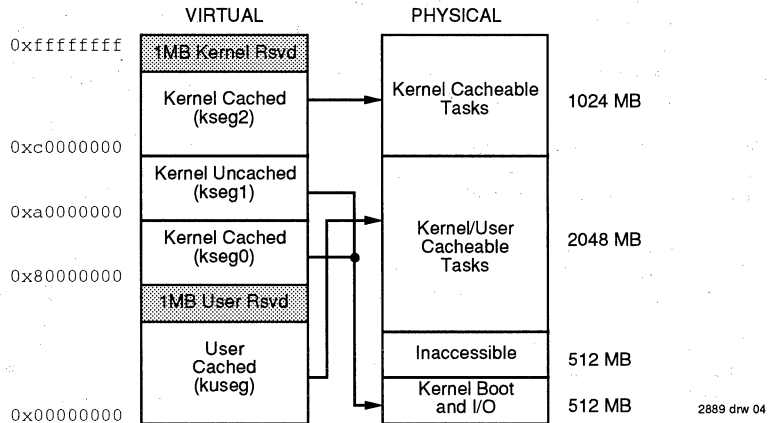 VIRTUAL
PHYSICAL
0xffffffff
1MB Kernel Rsvd
Kernel Cached
(kseg2)
Kernel Cacheable
Tasks
1024 MB
0xc0000000
Kernel Uncached
(kseg1)
0xa0000000
Kernel Cached
(kseg0)
Kernel/User
Cacheable
Tasks
2048 MB
0x80000000
1MB User Rsvd
User
Cached
(kuseg)
Inaccessible
512 MB
Kernel Boot
and I/O
512 MB
0x00000000
2889 drw 04